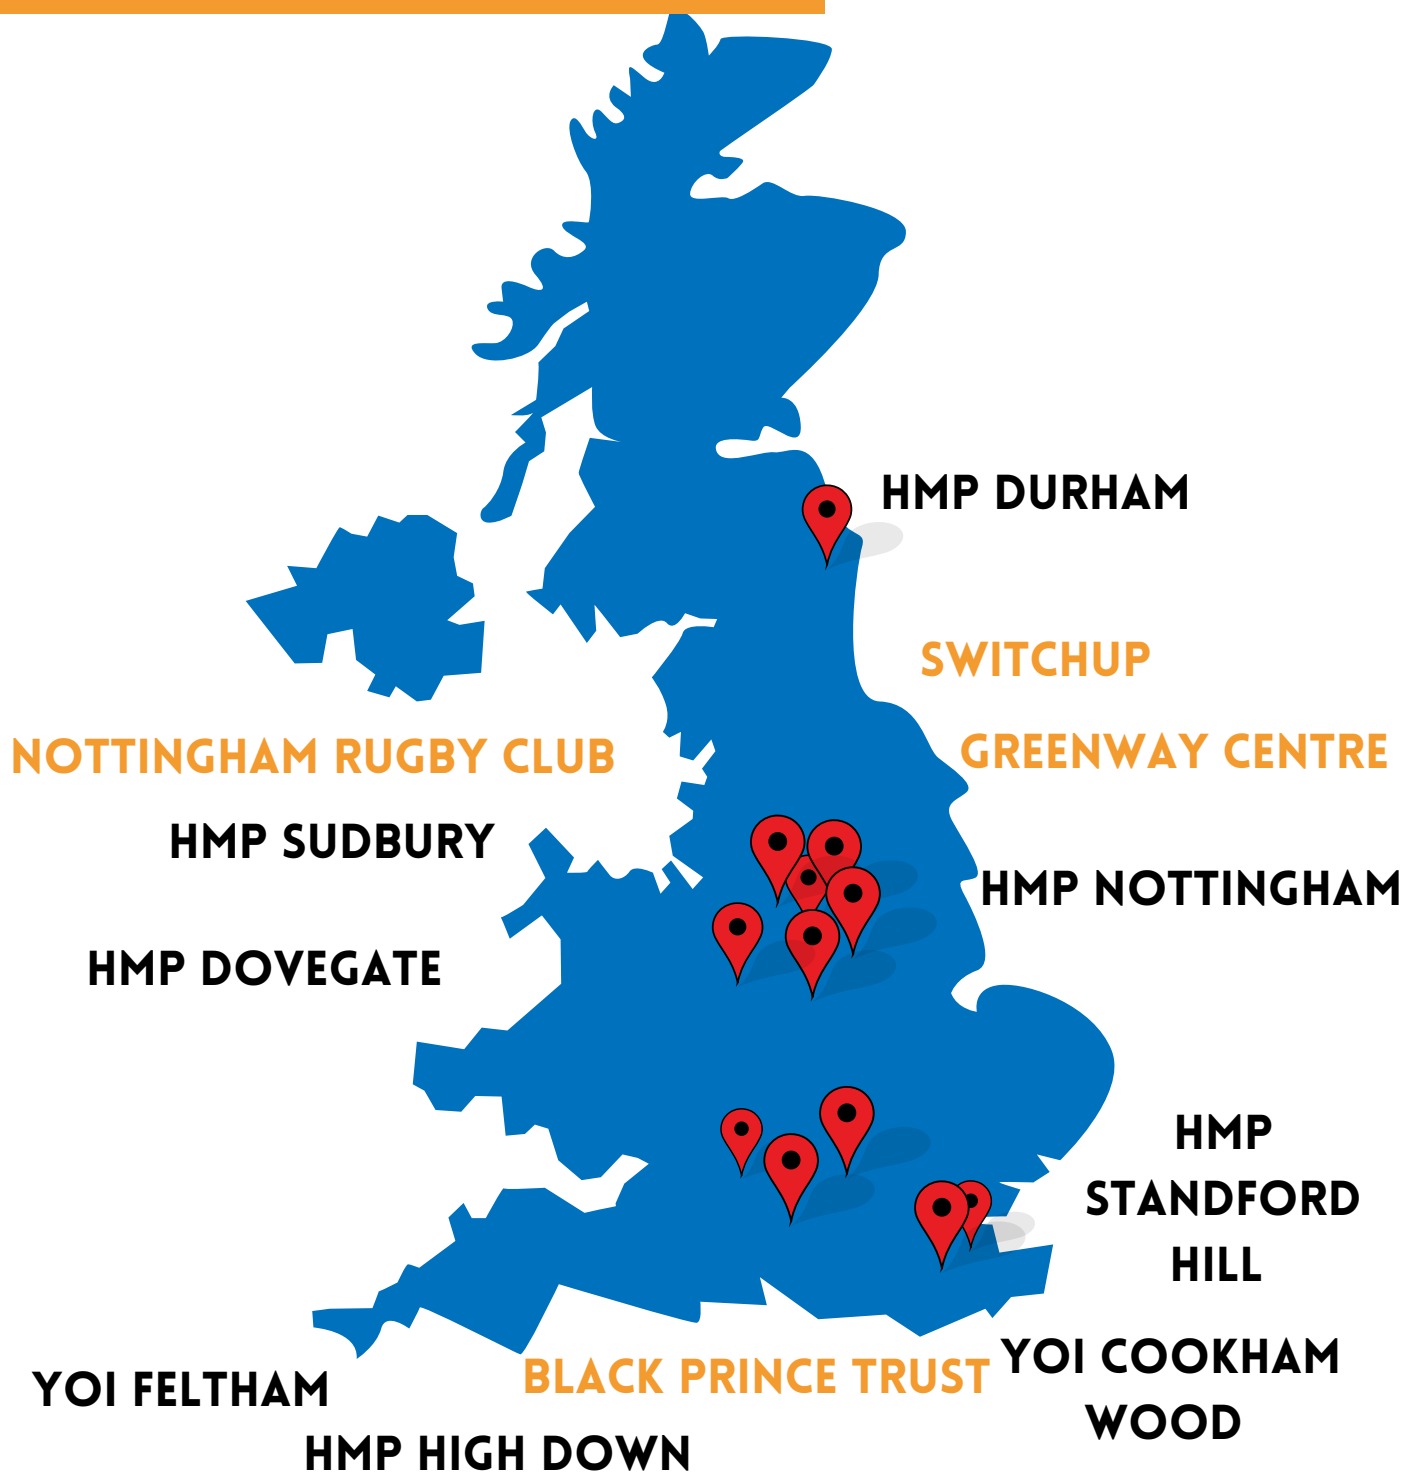 HMP DURHAM
SWITCHUP
NOTTINGHAM RUGBY CLUB
GREENWAY CENTRE
HMP SUDBURY
HMP NOTTINGHAM
HMP DOVEGATE
HMP
STANDFORD
HILL
YOI FELTHAM
BLACK PRINCE TRUST
YOI COOKHAM
WOOD
HMP HIGH DOWN